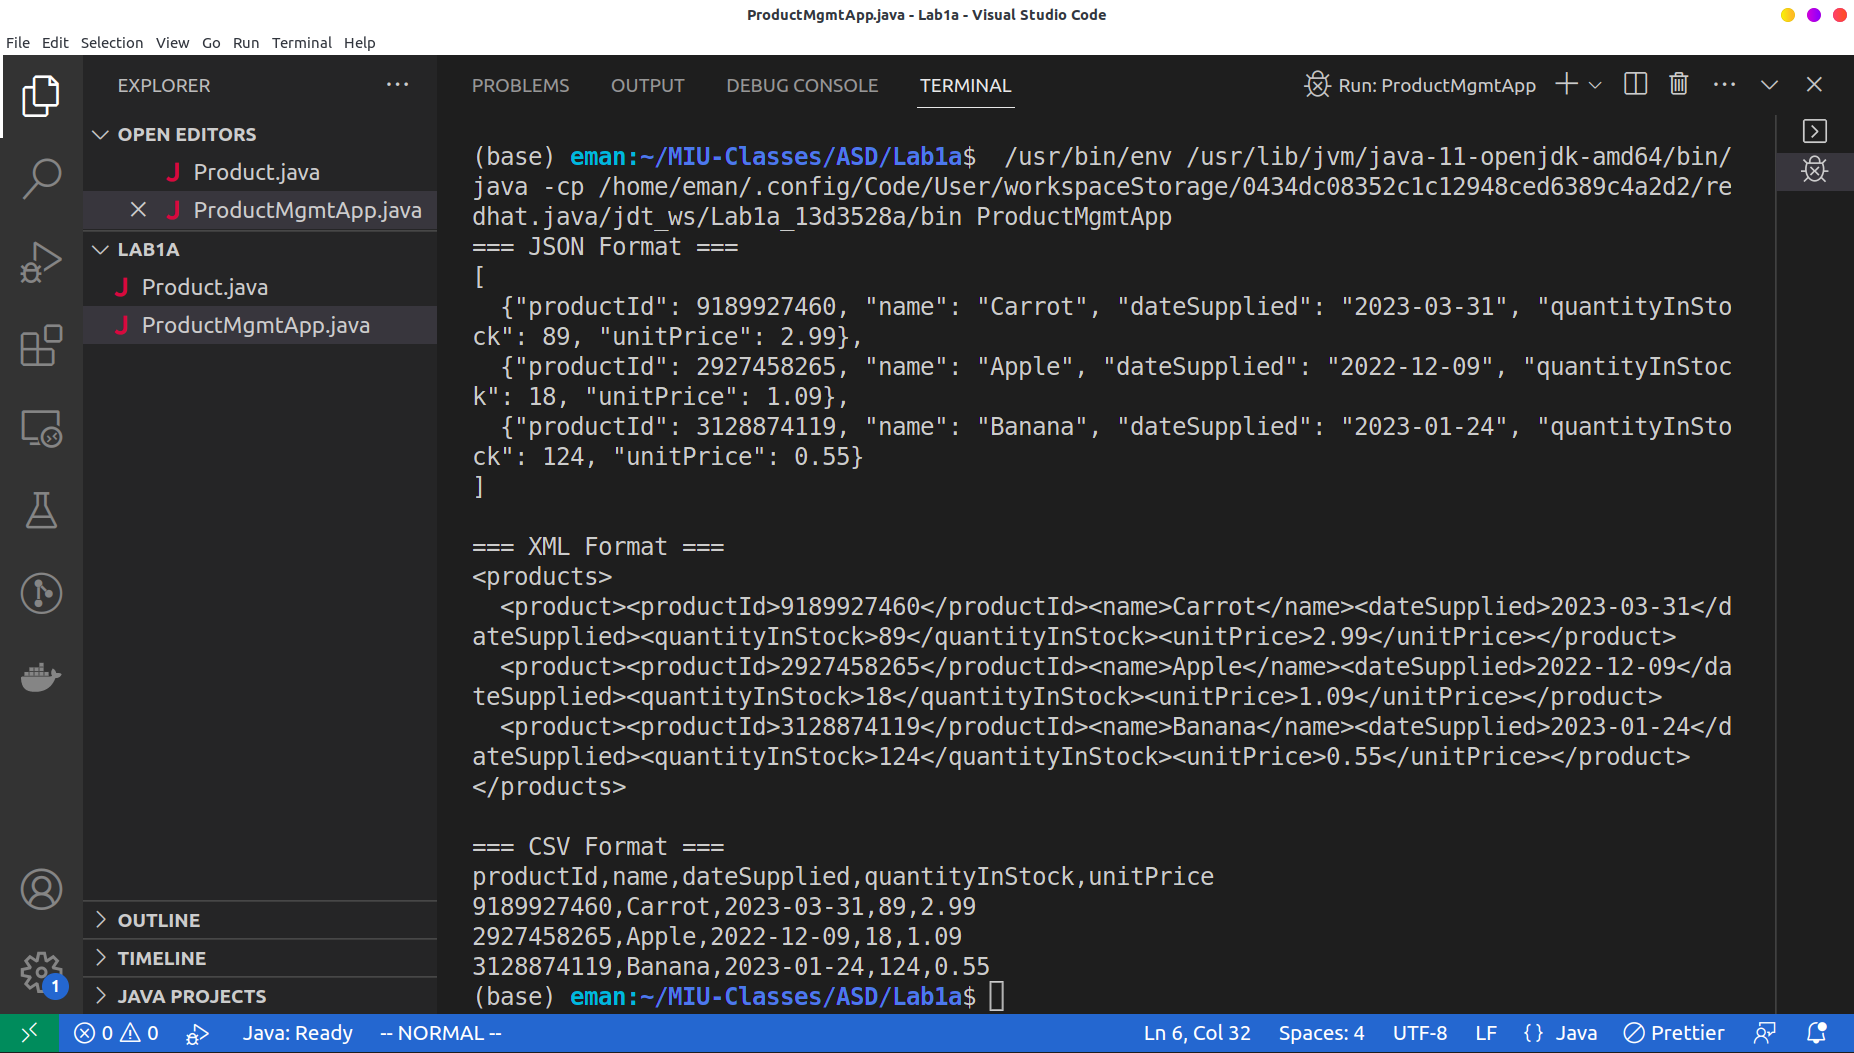 ProductMgmtApp.java - Lab1a - Visual Studio Code
File Edit Selection View Go Run Terminal Help
EXPLORER
OPEN EDITORS
Product.java
ProductMgmtApp.java
LAB1A
Product.java
ProductMgmtApp.java
OUTLINE
TIMELINE
JAVA PROJECTS
1
PROBLEMS OUTPUT DEBUG CONSOLE TERMINAL
Run: ProductMgmtApp
(base) eman:~/MIU-Classes/ASD/Lab1a$  /usr/bin/env /usr/lib/jvm/java-11-openjdk-amd64/bin/
java -cp /home/eman/.config/Code/User/workspaceStorage/0434dc08352c1c12948ced6389c4a2d2/re
dhat.java/jdt_ws/Lab1a_13d3528a/bin ProductMgmtApp
=== JSON Format ===
[
  {"productId": 9189927460, "name": "Carrot", "dateSupplied": "2023-03-31", "quantityInSto
ck": 89, "unitPrice": 2.99},
  {"productId": 2927458265, "name": "Apple", "dateSupplied": "2022-12-09", "quantityInStoc
k": 18, "unitPrice": 1.09},
  {"productId": 3128874119, "name": "Banana", "dateSupplied": "2023-01-24", "quantityInSto
ck": 124, "unitPrice": 0.55}
]
=== XML Format ===
<products>
  <product><productId>9189927460</productId><name>Carrot</name><dateSupplied>2023-03-31</d
ateSupplied><quantityInStock>89</quantityInStock><unitPrice>2.99</unitPrice></product>
  <product><productId>2927458265</productId><name>Apple</name><dateSupplied>2022-12-09</da
teSupplied><quantityInStock>18</quantityInStock><unitPrice>1.09</unitPrice></product>
  <product><productId>3128874119</productId><name>Banana</name><dateSupplied>2023-01-24</d
ateSupplied><quantityInStock>124</quantityInStock><unitPrice>0.55</unitPrice></product>
</products>
=== CSV Format ===
productId,name,dateSupplied,quantityInStock,unitPrice
9189927460,Carrot,2023-03-31,89,2.99
2927458265,Apple,2022-12-09,18,1.09
3128874119,Banana,2023-01-24,124,0.55
(base) eman:~/MIU-Classes/ASD/Lab1a$
0 0 Java: Ready -- NORMAL -- Ln 6, Col 32 Spaces: 4 UTF-8 LF {} Java Prettier